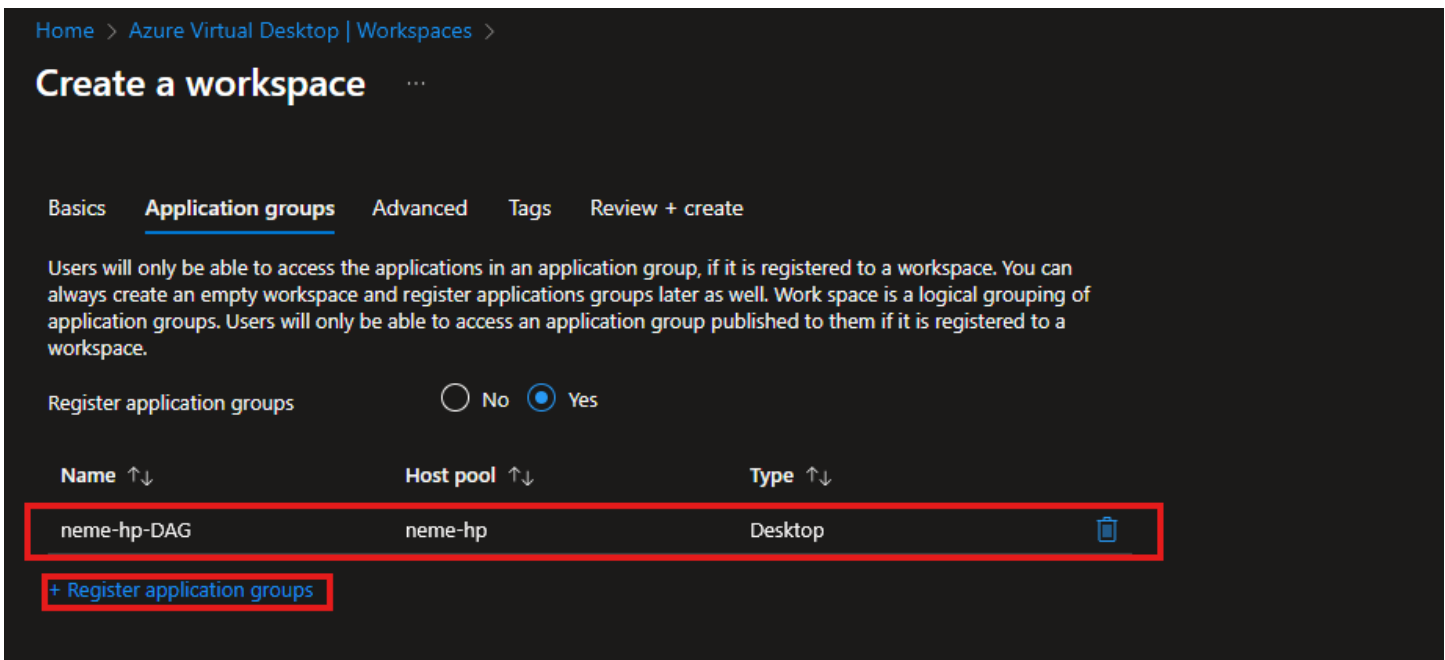 Home > Azure Virtual Desktop | Workspaces >
Create a workspace ...
Basics Application groups Advanced Tags Review + create
Users will only be able to access the applications in an application group, if it is registered to a workspace. You can
always create an empty workspace and register applications groups later as well. Work space is a logical grouping of
application groups. Users will only be able to access an application group published to them if it is registered to a
workspace.
Register application groups No Yes
Name ↑↓ Host pool ↑↓ Type ↑↓
neme-hp-DAG neme-hp Desktop
+ Register application groups